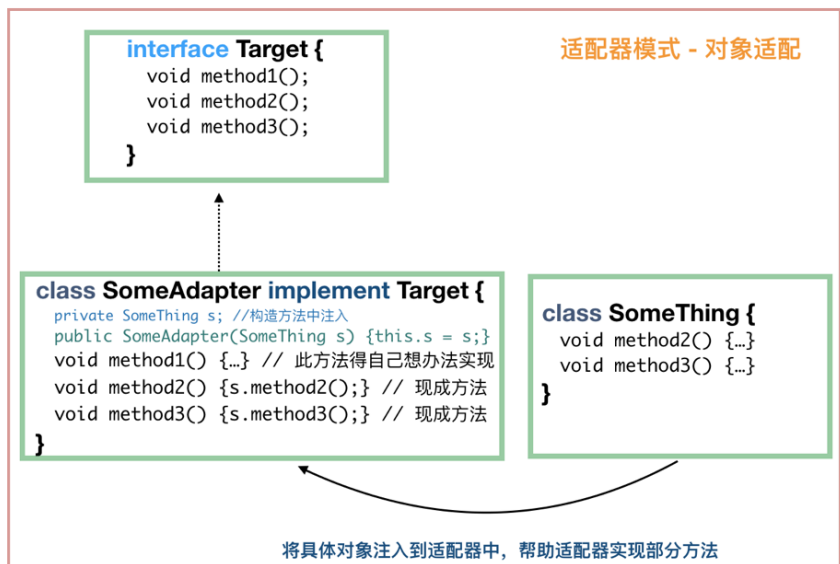 适配器模式 - 对象适配
interface Target {
void method1();
void method2();
void method3();
}
class SomeAdapter implement Target {
private SomeThing s; //构造方法中注入
public SomeAdapter(SomeThing s) {this.s = s;}
void method1() {…} // 此方法得自己想办法实现
void method2() {s.method2();} // 现成方法
void method3() {s.method3();} // 现成方法
}
class SomeThing {
void method2() {…}
void method3() {…}
}
将具体对象注入到适配器中，帮助适配器实现部分方法